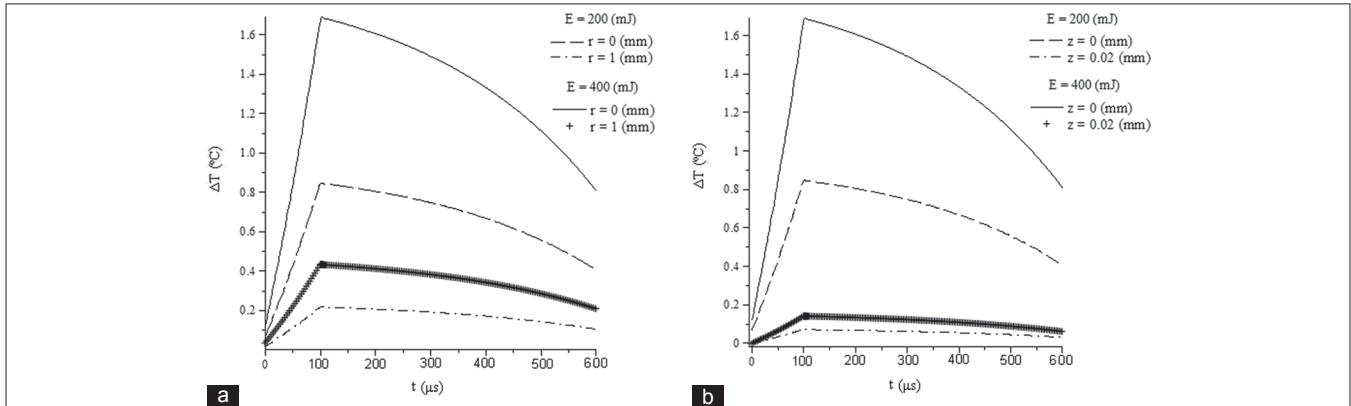 E = 200 (mJ)
r = 0 (mm)
r = 1 (mm)
E = 400 (mJ)
r = 0 (mm)
+ r = 1 (mm)
1.6
1.4
1.2
1.0
0.8
0.6
0.4
0.2
ΔT (ºC)
0
100
200
300
400
500
600
t (μs)
a
E = 200 (mJ)
z = 0 (mm)
z = 0.02 (mm)
E = 400 (mJ)
z = 0 (mm)
+ z = 0.02 (mm)
1.6
1.4
1.2
1
0.8
0.6
0.4
0.2
0
ΔT (ºC)
0
100
200
300
400
500
600
t (μs)
b